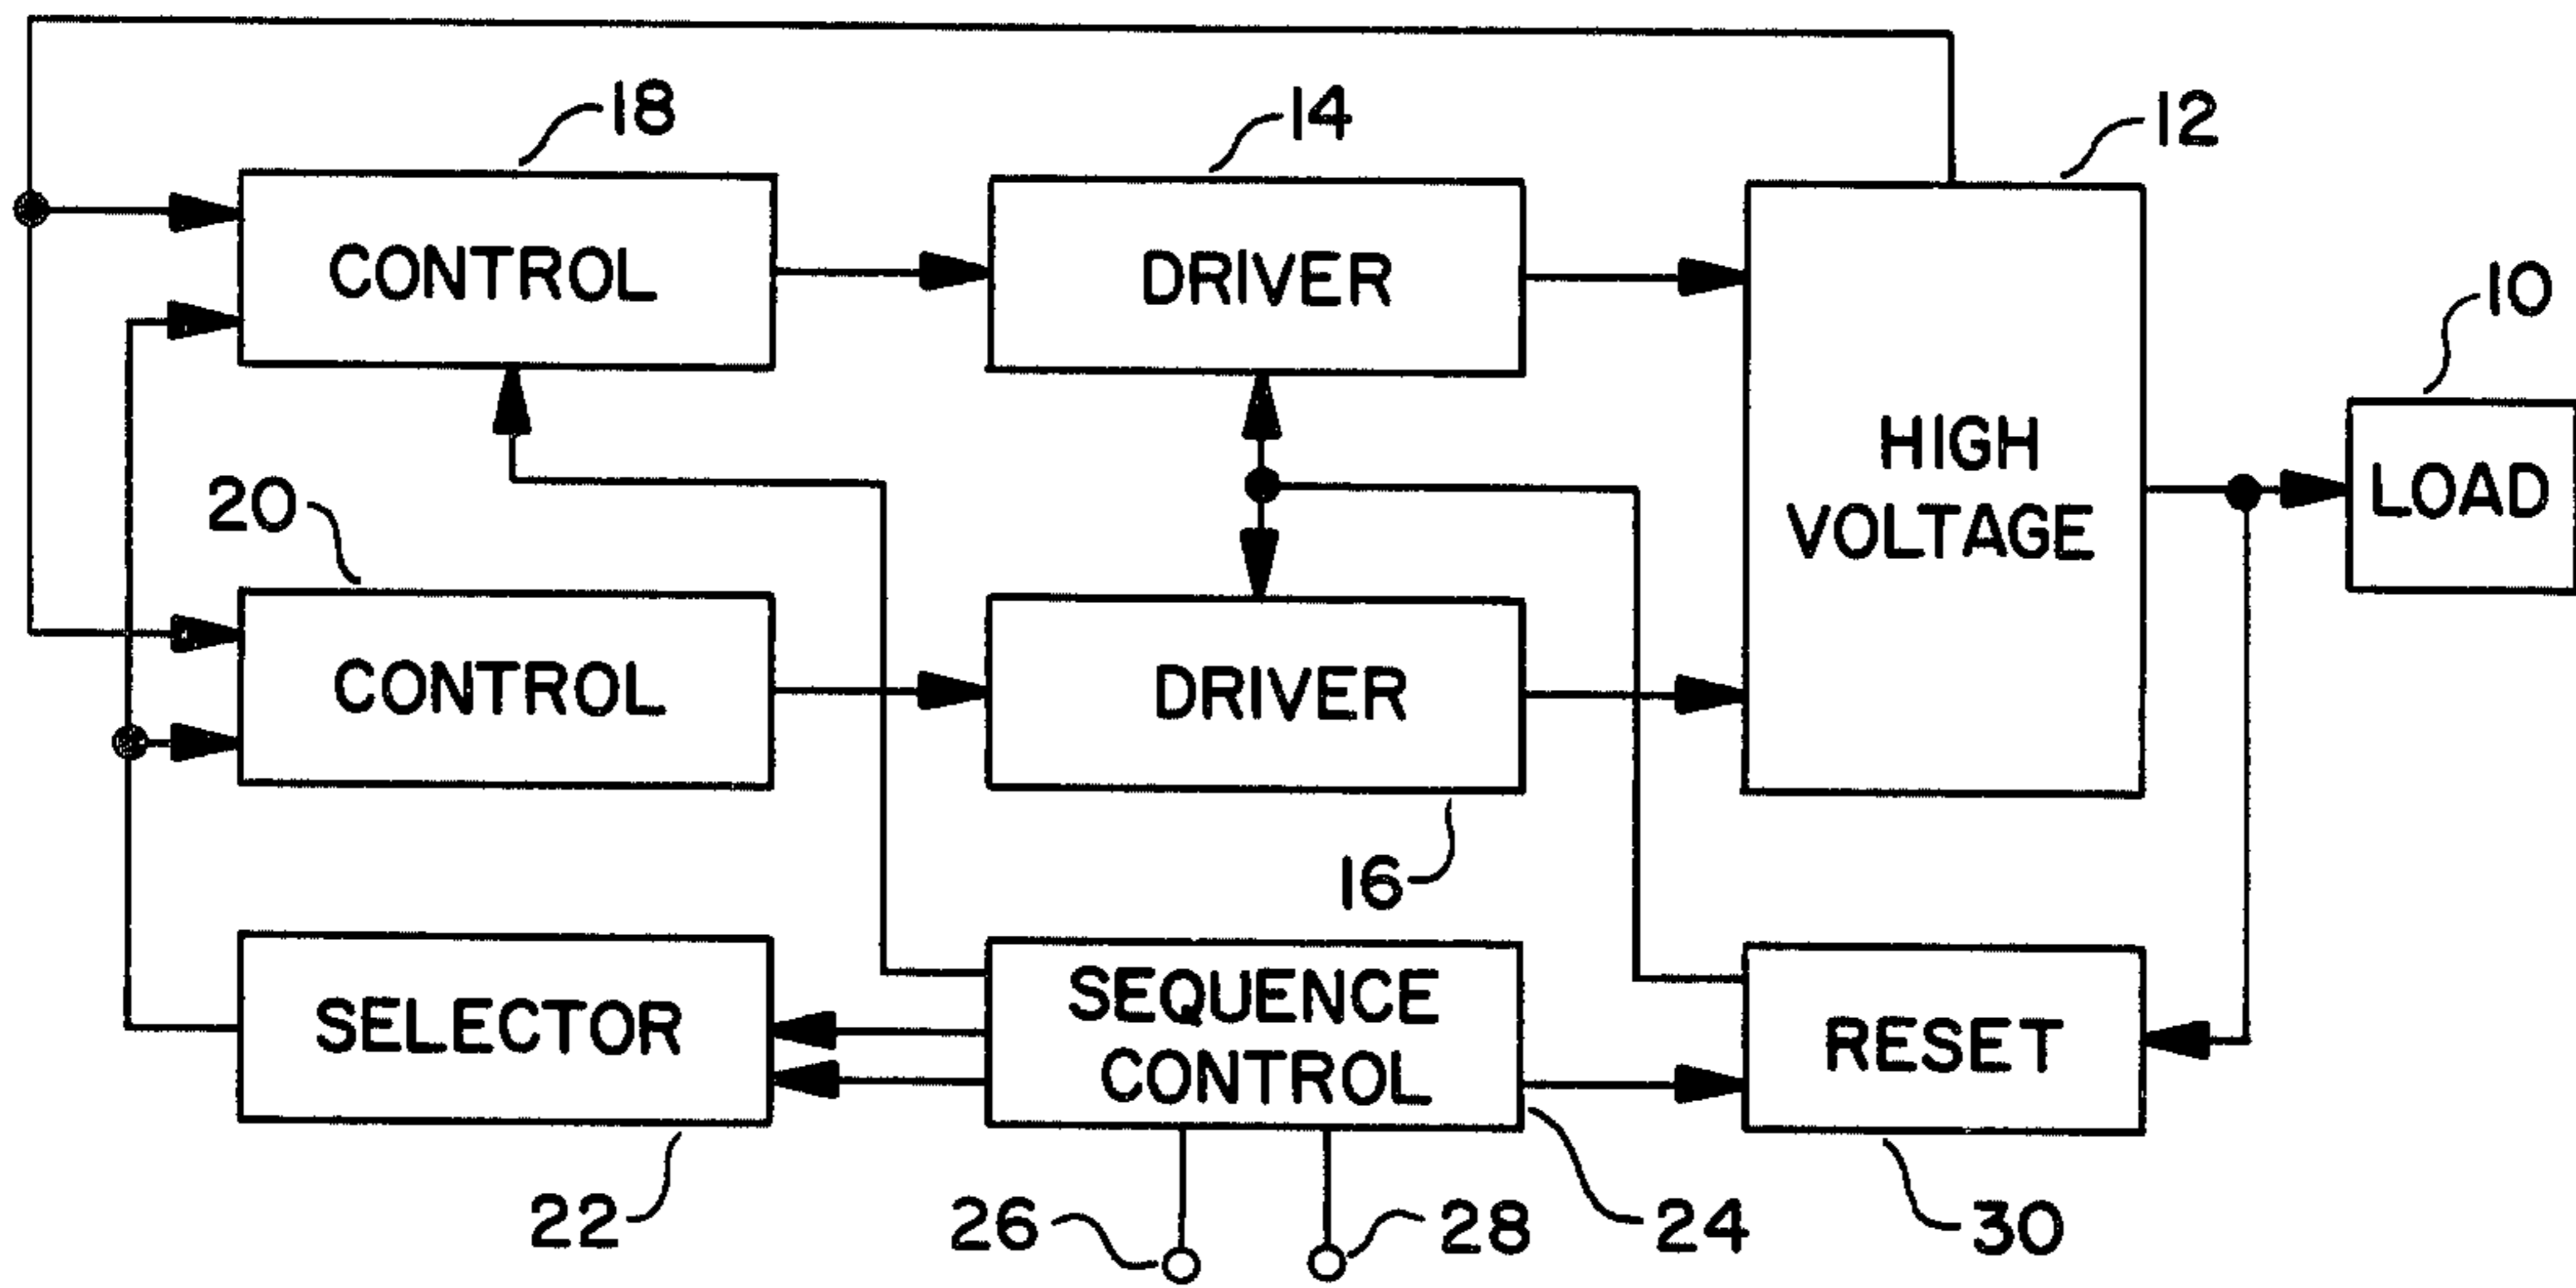 18
14
12
CONTROL
DRIVER
10
HIGH
VOLTAGE
LOAD
20
CONTROL
DRIVER
16
SELECTOR
SEQUENCE
CONTROL
RESET
22
26
28
24
30